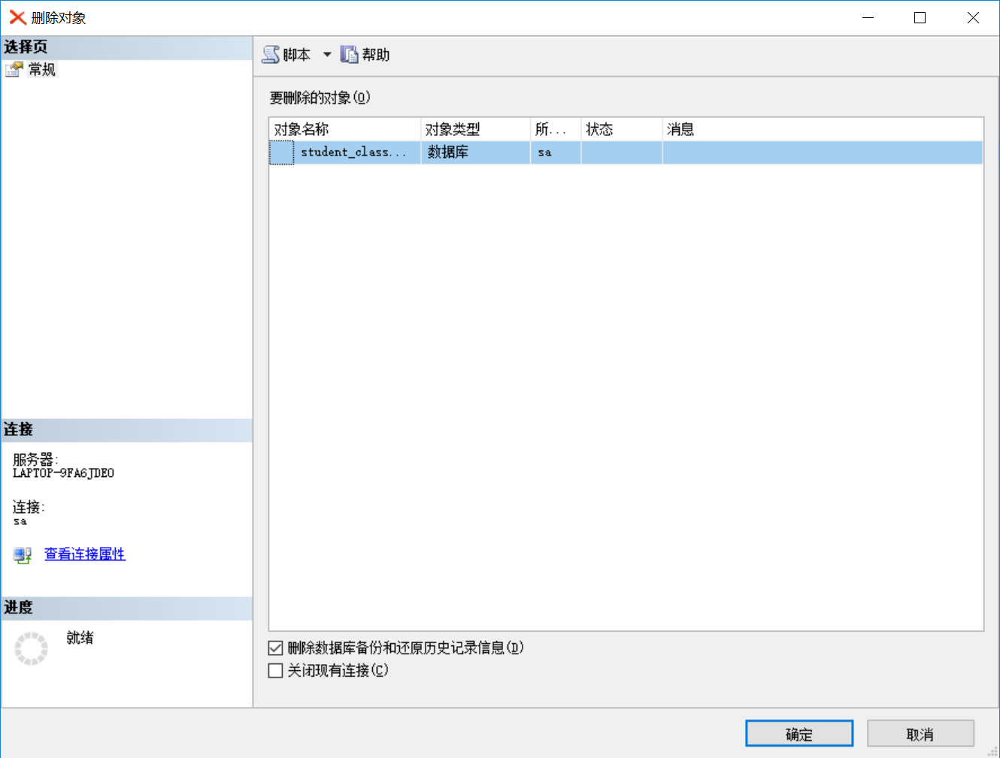 删除对象
选择页
常规
脚本 帮助
要删除的对象(O)
对象名称 对象类型 所... 状态 消息
student_class... 数据库 sa
连接
服务器:
LAPTOP-9FA6JDEO
连接:
sa
查看连接属性
进度
就绪
删除数据库备份和还原历史记录信息(D)
关闭现有连接(C)
确定 取消